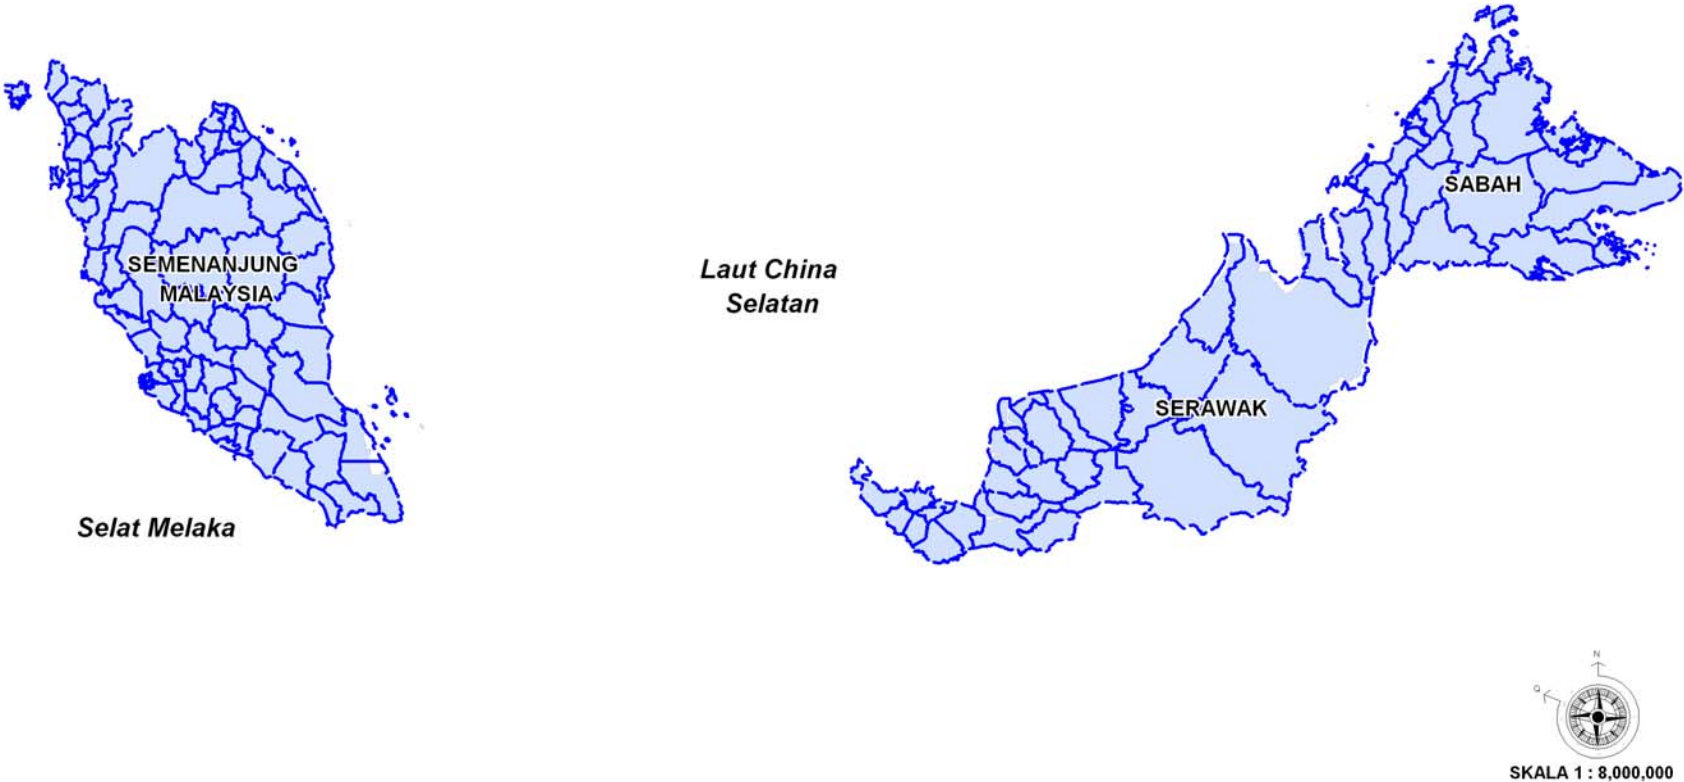 SABAH
SEMENANJUNG
MALAYSIA
Laut China
Selatan
SERAWAK
Selat Melaka
N
Q
SKALA 1 : 8,000,000